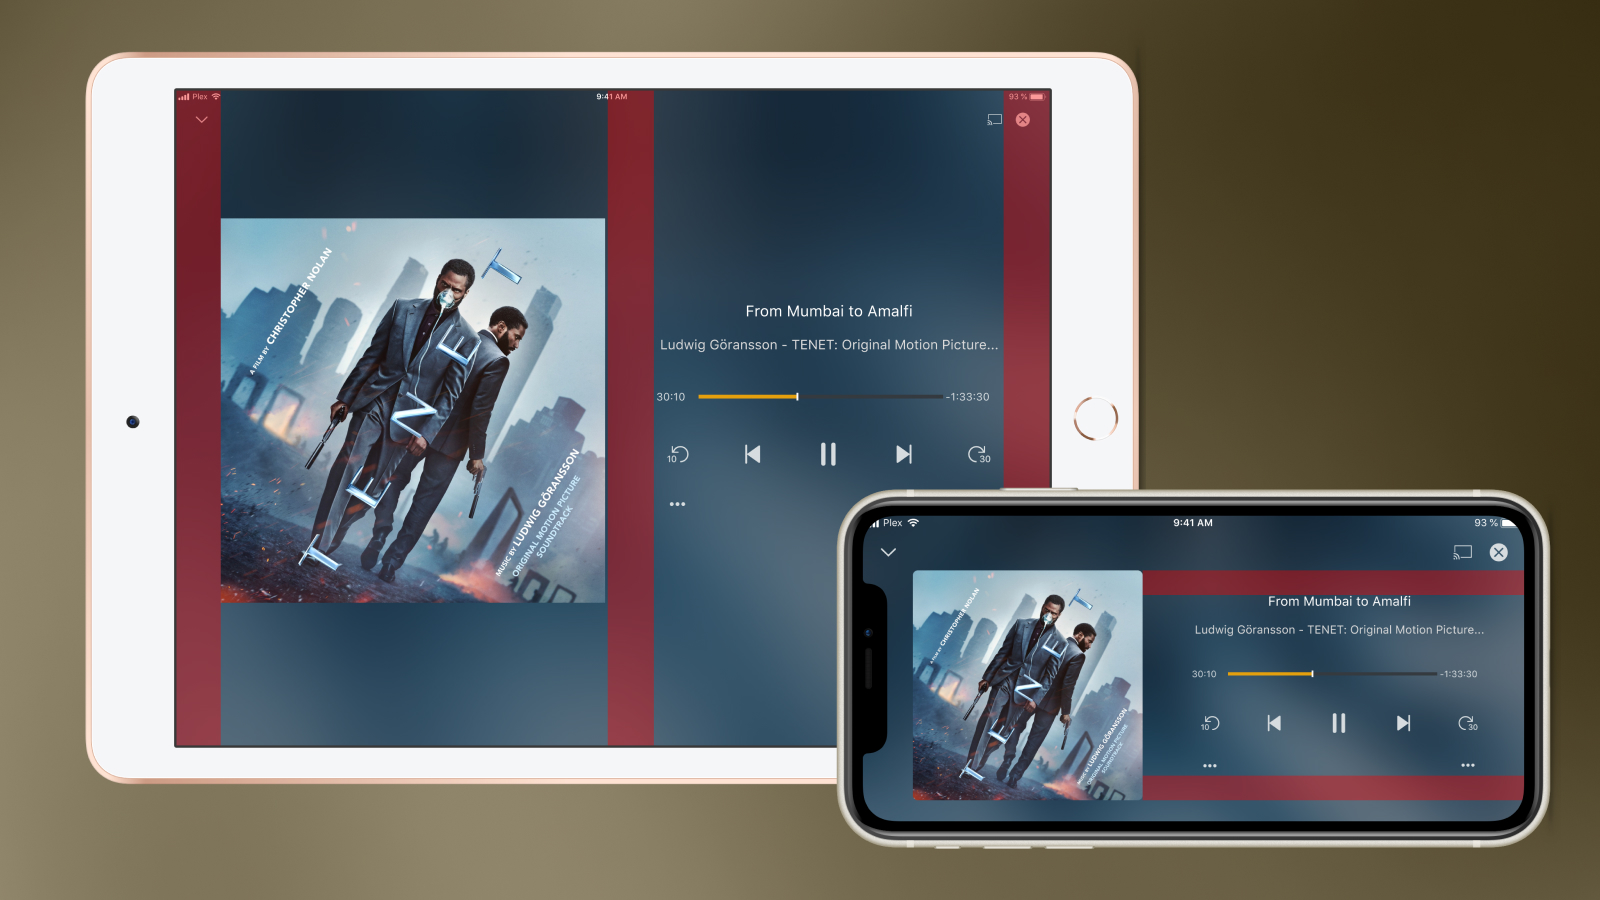 Plex
9:41 AM
93 %
A FILM BY CHRISTOPHER NOLAN
TENET
MUSIC BY LUDWIG GÖRANSSON
ORIGINAL MOTION PICTURE
SOUNDTRACK
From Mumbai to Amalfi
Ludwig Göransson - TENET: Original Motion Picture...
30:10
-1:33:30
10
30
Plex
9:41 AM
93 %
A FILM BY CHRISTOPHER NOLAN
TENET
MUSIC BY LUDWIG GÖRANSSON
ORIGINAL MOTION PICTURE
SOUNDTRACK
From Mumbai to Amalfi
Ludwig Göransson - TENET: Original Motion Picture...
30:10
-1:33:30
10
30